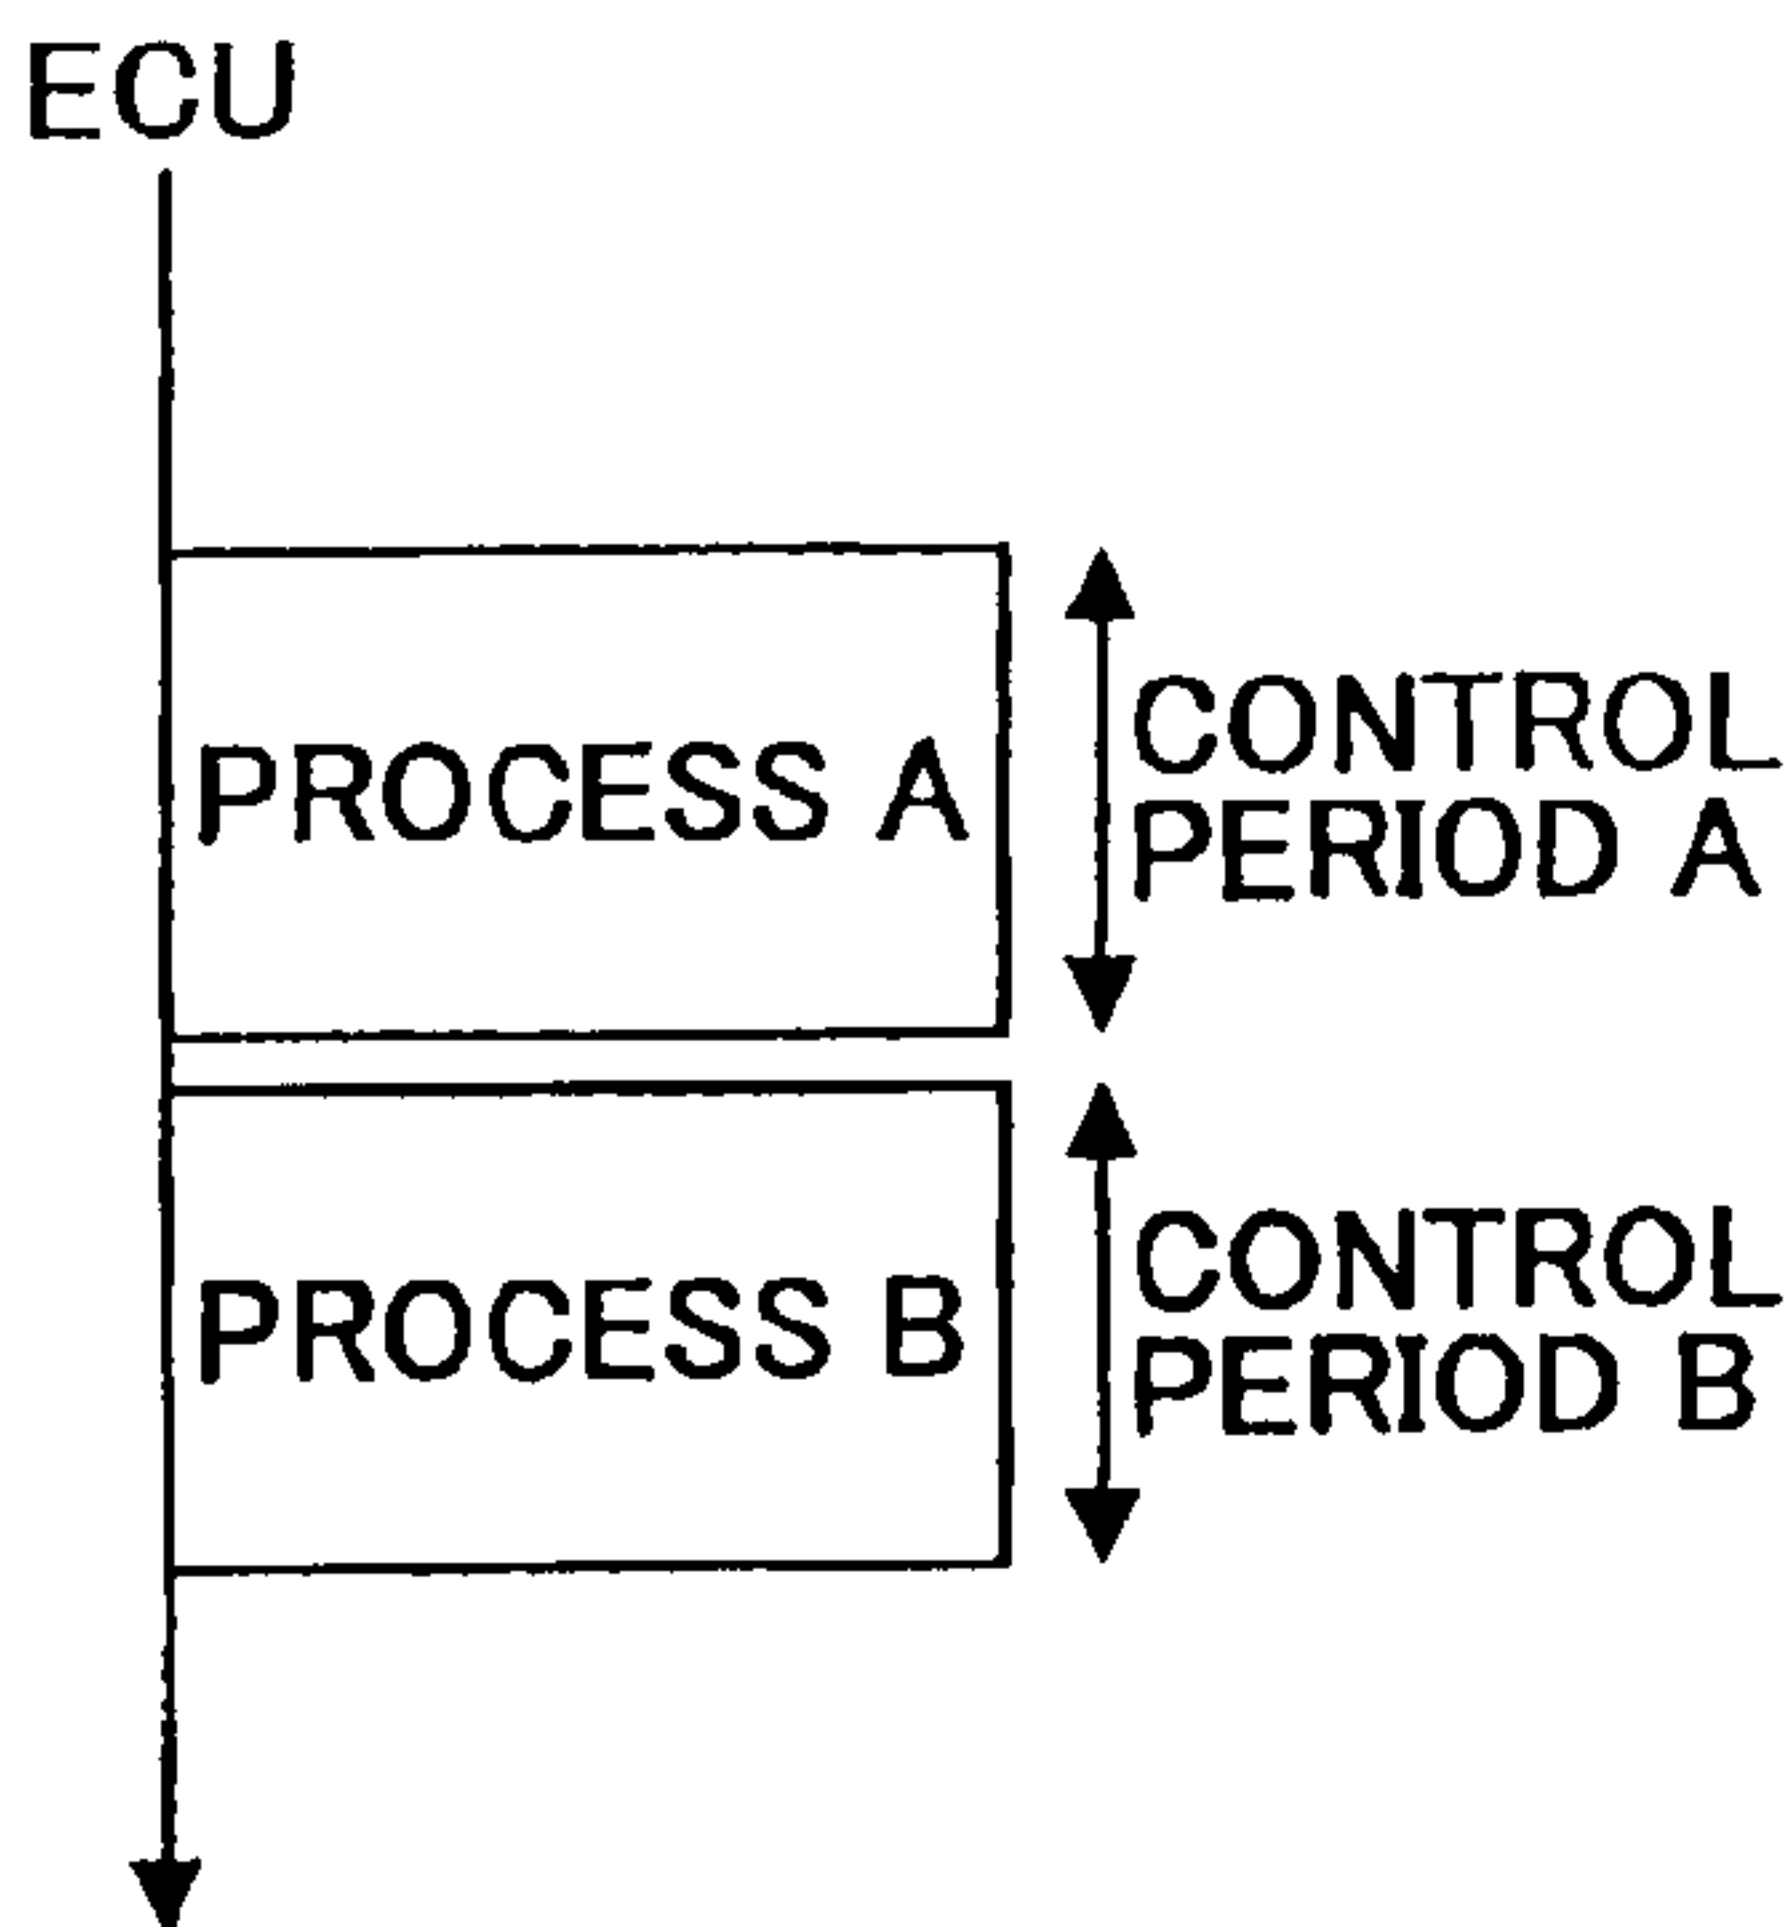 ECU
PROCESS A
CONTROL
PERIOD A
PROCESS B
CONTROL
PERIOD B